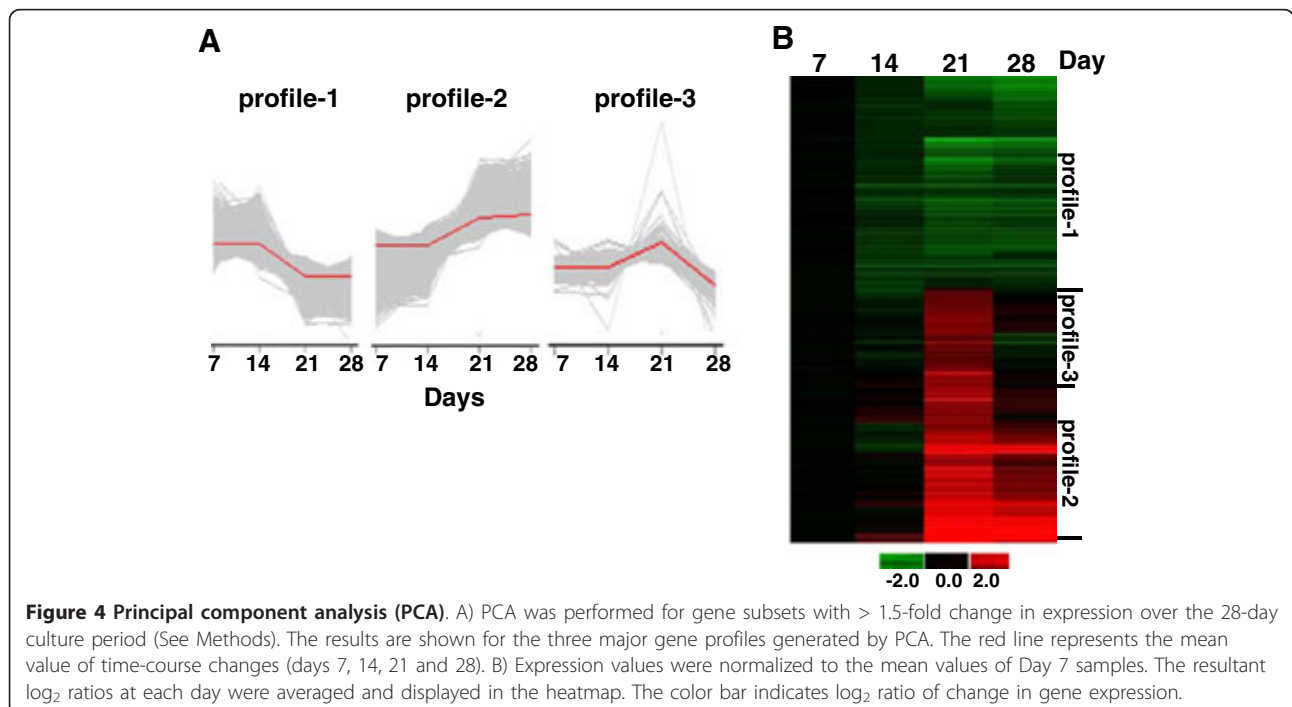 A
profile-1 profile-2 profile-3
7 14 21 28 7 14 21 28 7 14 21 28
Days
B
7 14 21 28 Day
profile-1
profile-3
profile-2
-2.0 0.0 2.0
Figure 4 Principal component analysis (PCA). A) PCA was performed for gene subsets with > 1.5-fold change in expression over the 28-day
culture period (See Methods). The results are shown for the three major gene profiles generated by PCA. The red line represents the mean
value of time-course changes (days 7, 14, 21 and 28). B) Expression values were normalized to the mean values of Day 7 samples. The resultant
log₂ ratios at each day were averaged and displayed in the heatmap. The color bar indicates log₂ ratio of change in gene expression.